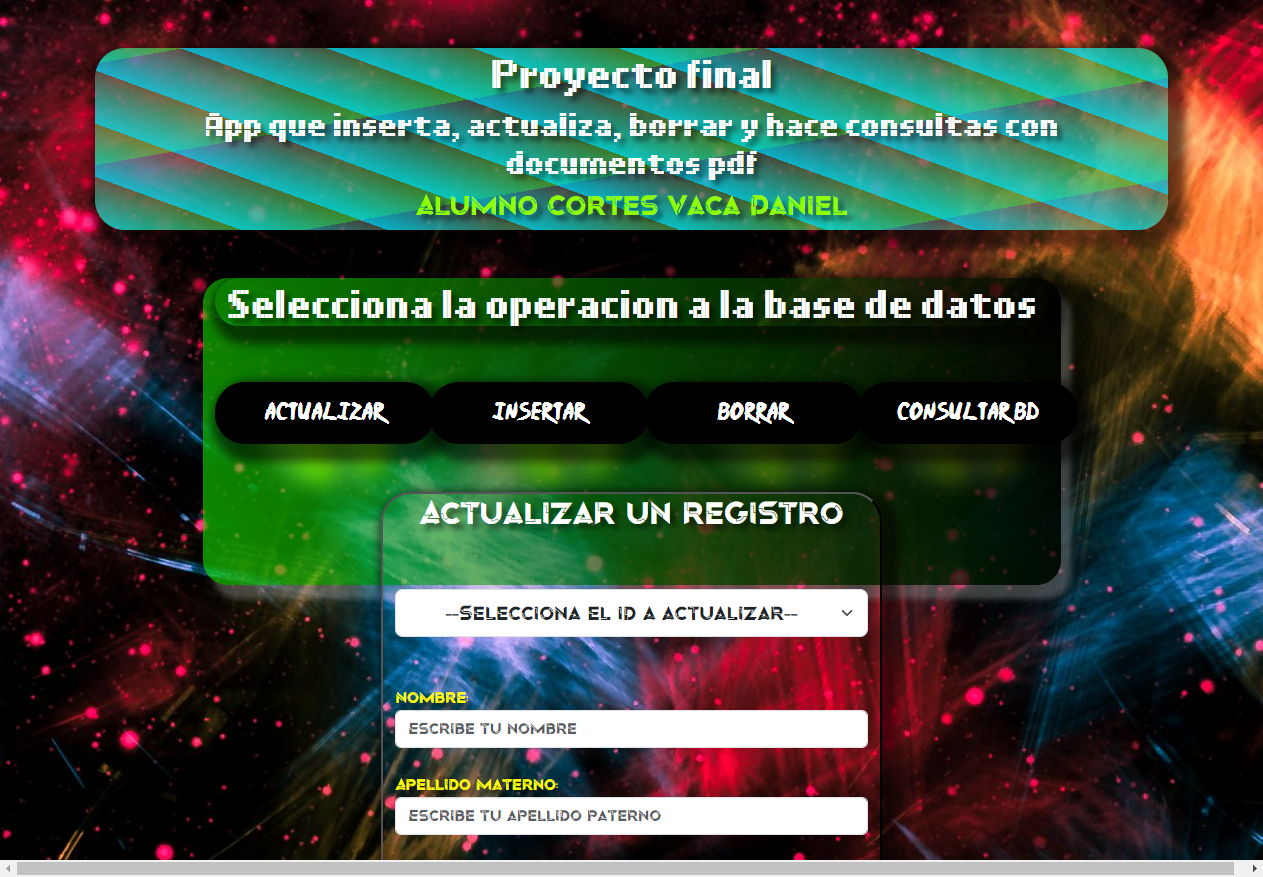 Proyecto final
App que inserta, actualiza, borrar y hace consultas con
documentos pdf
ALUMNO CORTES VACA DANIEL
Selecciona la operacion a la base de datos
ACTUALIZAR INSERTAR BORRAR CONSULTAR BD
ACTUALIZAR UN REGISTRO
--SELECCIONA EL ID A ACTUALIZAR--
NOMBRE:
ESCRIBE TU NOMBRE
APELLIDO MATERNO:
ESCRIBE TU APELLIDO PATERNO